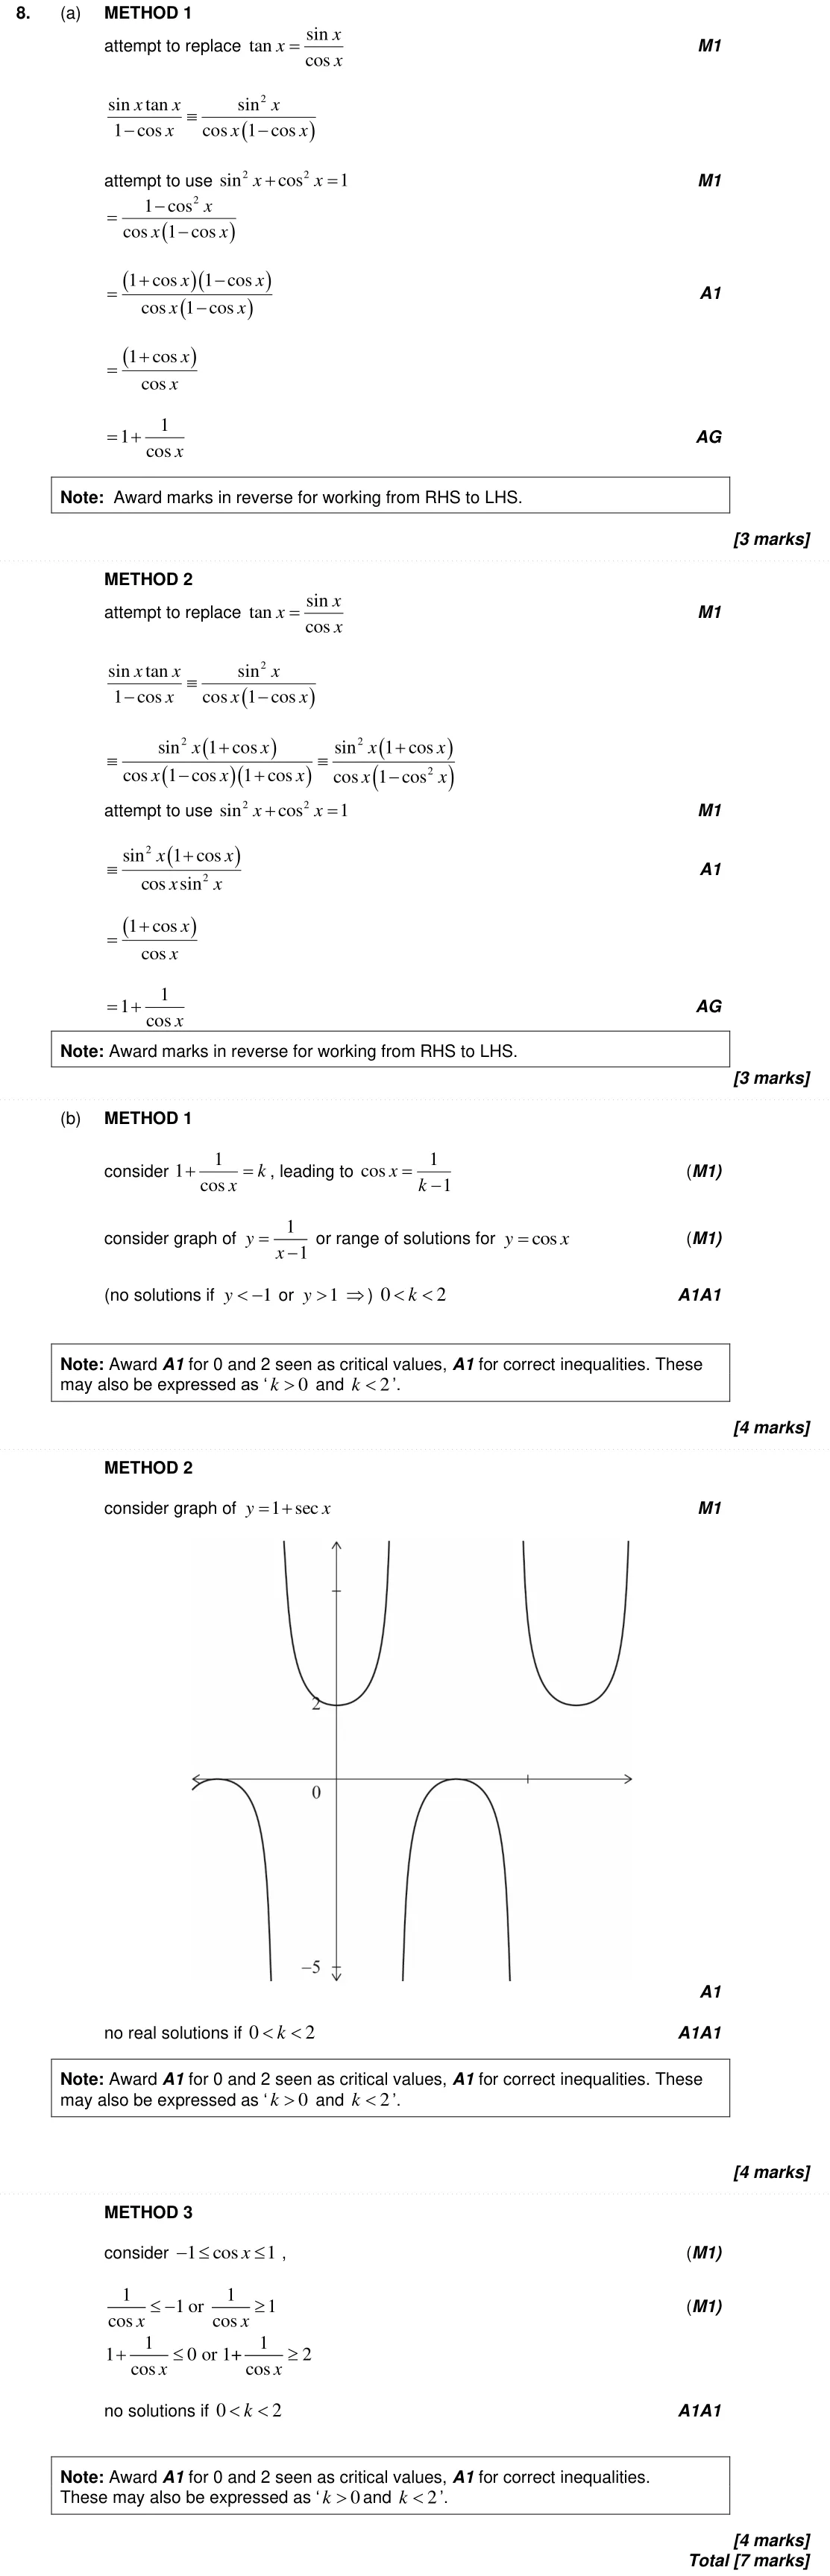 8. (a) METHOD 1
attempt to replace tan x = sin x / cos x M1
sin x tan x / 1 − cos x ≡ sin² x / cos x(1 − cos x)
attempt to use sin² x + cos² x = 1 M1
= 1 − cos² x / cos x(1 − cos x)
= (1 + cos x)(1 − cos x) / cos x(1 − cos x) A1
= (1 + cos x) / cos x
= 1 + 1 / cos x AG
Note: Award marks in reverse for working from RHS to LHS.
[3 marks]
METHOD 2
attempt to replace tan x = sin x / cos x M1
sin x tan x / 1 − cos x ≡ sin² x / cos x(1 − cos x)
≡ sin² x(1 + cos x) / cos x(1 − cos x)(1 + cos x) ≡ sin² x(1 + cos x) / cos x(1 − cos² x)
attempt to use sin² x + cos² x = 1 M1
≡ sin² x(1 + cos x) / cos x sin² x A1
= (1 + cos x) / cos x
= 1 + 1 / cos x AG
Note: Award marks in reverse for working from RHS to LHS.
[3 marks]
(b) METHOD 1
consider 1 + 1 / cos x = k , leading to cos x = 1 / k − 1 (M1)
consider graph of y = 1 / x − 1 or range of solutions for y = cos x (M1)
(no solutions if y < −1 or y > 1 ⇒) 0 < k < 2 A1A1
Note: Award A1 for 0 and 2 seen as critical values, A1 for correct inequalities. These
may also be expressed as ‘ k > 0 and k < 2 ’.
[4 marks]
METHOD 2
consider graph of y = 1 + sec x M1
2
0
−5
A1
no real solutions if 0 < k < 2 A1A1
Note: Award A1 for 0 and 2 seen as critical values, A1 for correct inequalities. These
may also be expressed as ‘ k > 0 and k < 2 ’.
[4 marks]
METHOD 3
consider −1 ≤ cos x ≤ 1 , (M1)
1 / cos x ≤ −1 or 1 / cos x ≥ 1 (M1)
1 + 1 / cos x ≤ 0 or 1 + 1 / cos x ≥ 2
no solutions if 0 < k < 2 A1A1
Note: Award A1 for 0 and 2 seen as critical values, A1 for correct inequalities.
These may also be expressed as ‘ k > 0 and k < 2 ’.
[4 marks]
Total [7 marks]